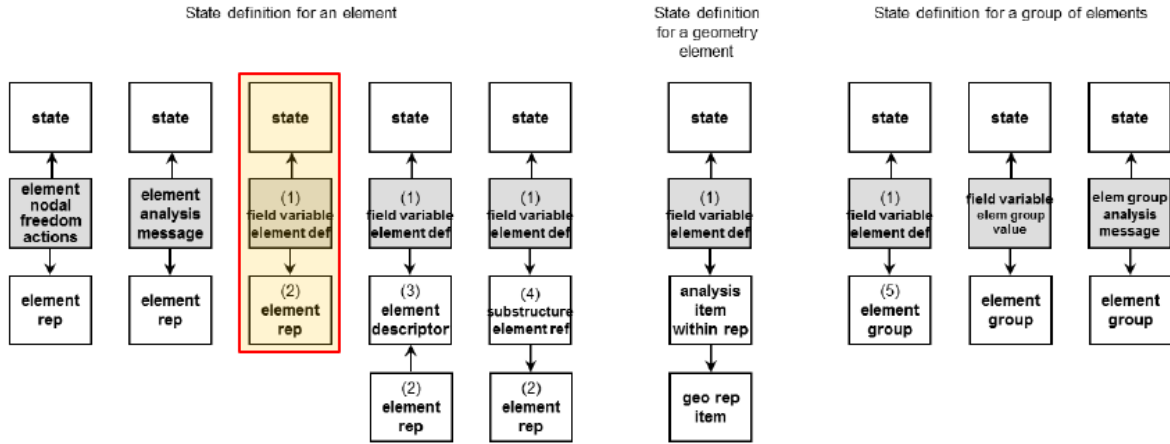 State definition for an element
State definition
for a geometry
element
State definition for a group of elements
state
state
state
state
state
state
state
state
state
element
nodal
freedom
actions
element
analysis
message
(1)
field variable
element def
(1)
field variable
element def
(1)
field variable
element def
(1)
field variable
element def
(1)
field variable
element def
field variable
elem group
value
elem group
analysis
message
element
rep
element
rep
(2)
element
rep
(3)
element
descriptor
(4)
substructure
element ref
analysis
item
within rep
(5)
element
group
element
group
element
group
(2)
element
rep
(2)
element
rep
geo rep
item